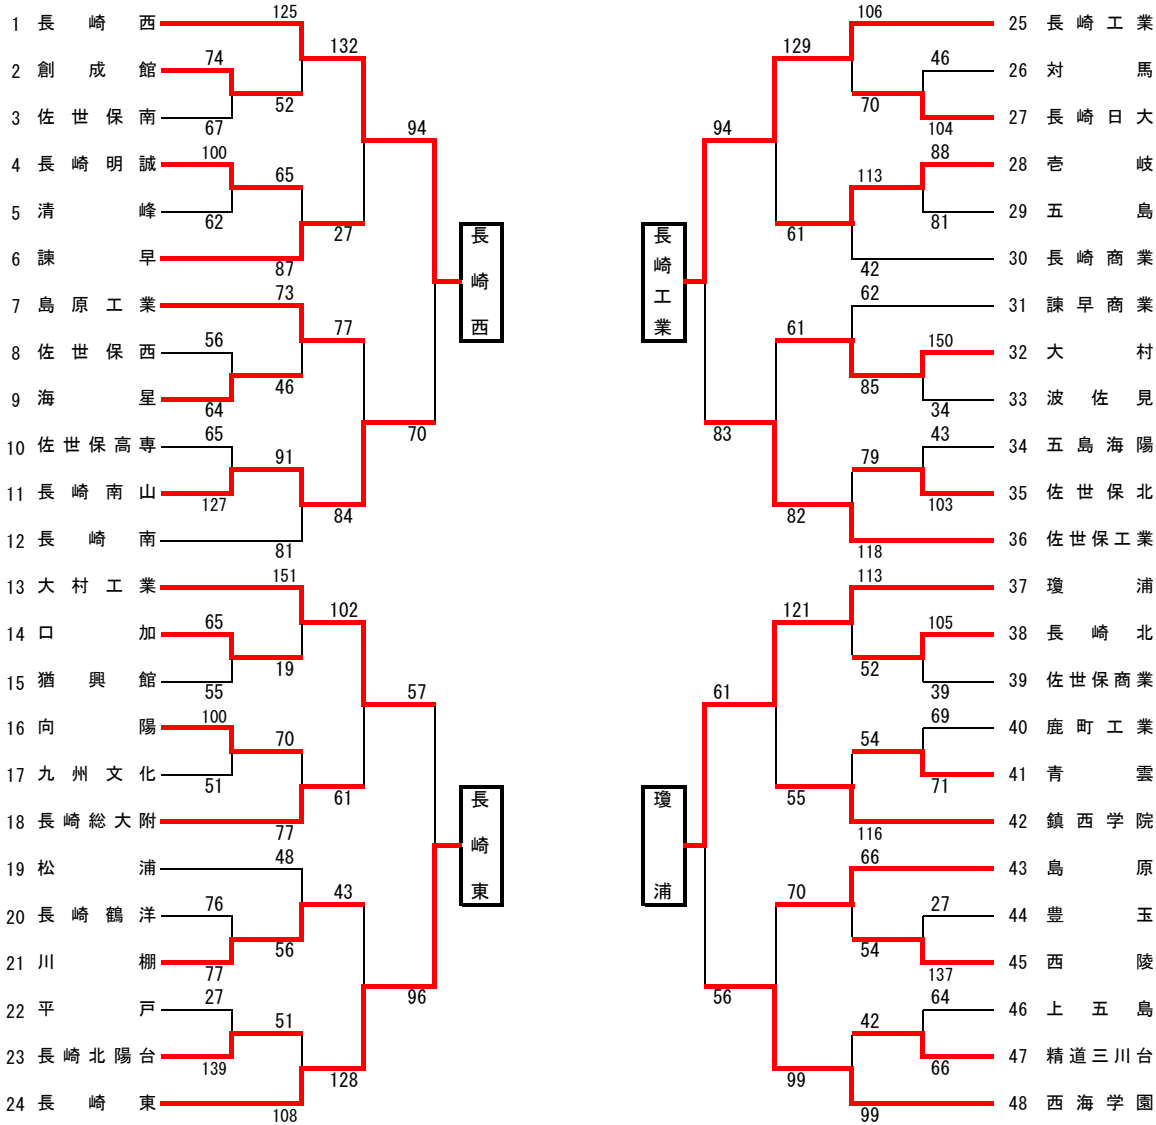 1 長崎西
2 創成館
3 佐世保南
4 長崎明誠
5 清峰
6 諫早
7 島原工業
8 佐世保西
9 海星
10 佐世保高専
11 長崎南山
12 長崎南
13 大村工業
14 口加
15 猶興館
16 向陽
17 九州文化
18 長崎総大附
19 松浦
20 長崎鶴洋
21 川棚
22 平戸
23 長崎北陽台
24 長崎東
74
67
100
62
56
64
65
127
65
55
100
51
76
77
27
139
125
52
65
87
73
46
91
81
151
19
70
77
48
56
51
108
132
27
77
84
102
61
43
128
94
70
57
96
長崎西
長崎東
長崎工業
瓊浦
94
83
61
56
129
61
61
82
121
55
70
99
106
70
113
42
62
85
79
118
113
52
54
116
66
54
42
99
46
104
88
81
150
34
43
103
105
39
69
71
27
137
64
66
25 長崎工業
26 対馬
27 長崎日大
28 壱岐
29 五島
30 長崎商業
31 諫早商業
32 大村
33 波佐見
34 五島海陽
35 佐世保北
36 佐世保工業
37 瓊浦
38 長崎北
39 佐世保商業
40 鹿町工業
41 青雲
42 鎮西学院
43 島原
44 豊玉
45 西陵
46 上五島
47 精道三川台
48 西海学園